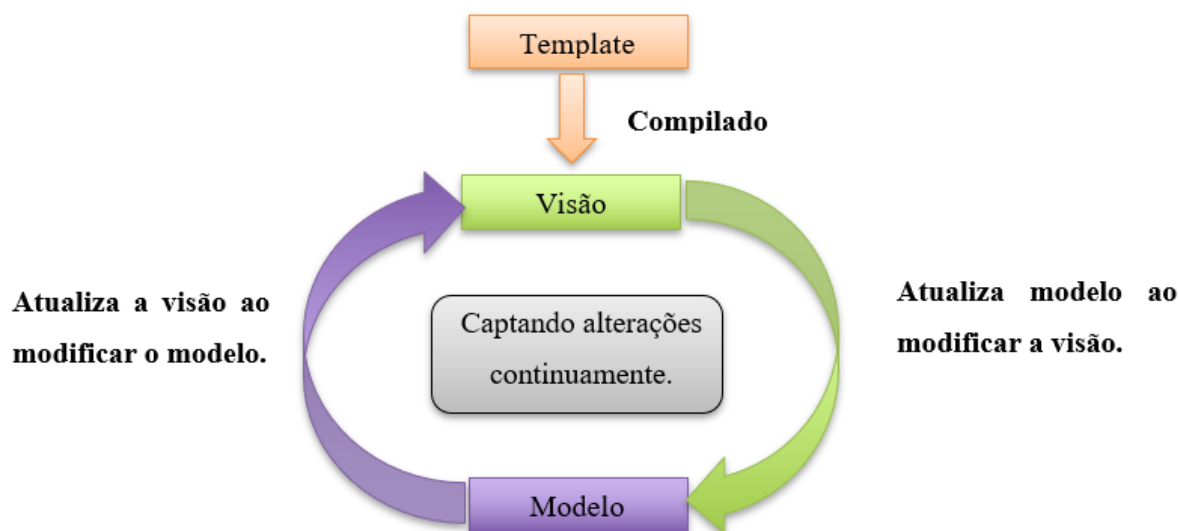 Template
Compilado
Visão
Atualiza a visão ao
modificar o modelo.
Captando alterações
continuamente.
Atualiza modelo ao
modificar a visão.
Modelo